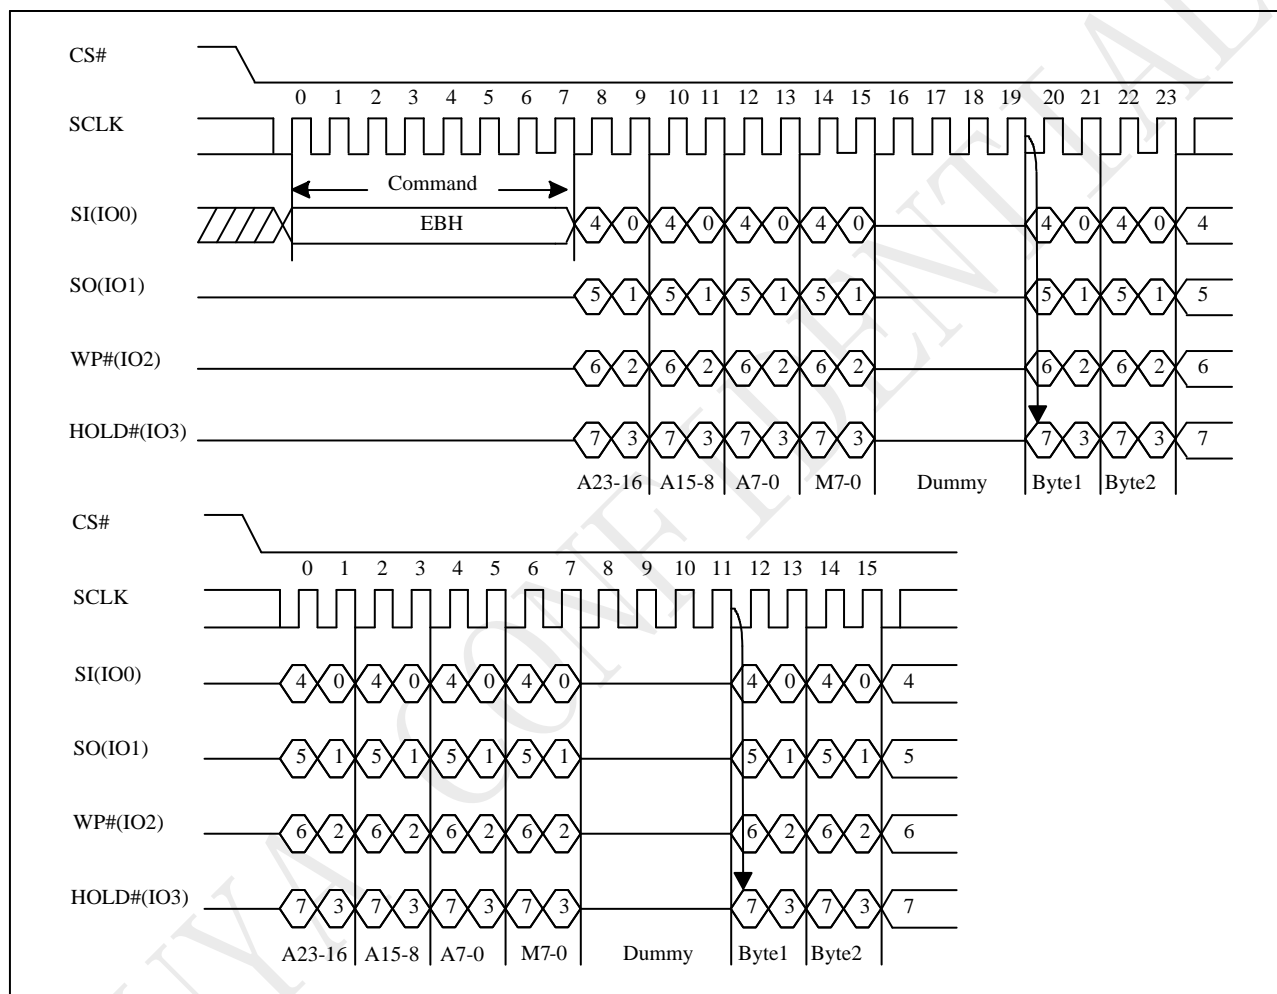 CS#
0 1 2 3 4 5 6 7 8 9 10 11 12 13 14 15 16 17 18 19 20 21 22 23
SCLK
Command
SI(IO0) EBH 4 0 4 0 4 0 4 0 4 0 4 0 4
SO(IO1) 5 1 5 1 5 1 5 1 5 1 5 1 5
WP#(IO2) 6 2 6 2 6 2 6 2 6 2 6 2 6
HOLD#(IO3) 7 3 7 3 7 3 7 3 7 3 7 3 7
A23-16 A15-8 A7-0 M7-0 Dummy Byte1 Byte2
CS#
0 1 2 3 4 5 6 7 8 9 10 11 12 13 14 15
SCLK
SI(IO0) 4 0 4 0 4 0 4 0 4 0 4 0 4
SO(IO1) 5 1 5 1 5 1 5 1 5 1 5 1 5
WP#(IO2) 6 2 6 2 6 2 6 2 6 2 6 2 6
HOLD#(IO3) 7 3 7 3 7 3 7 3 7 3 7 3 7
A23-16 A15-8 A7-0 M7-0 Dummy Byte1 Byte2
UYA CONFIDENTIAL